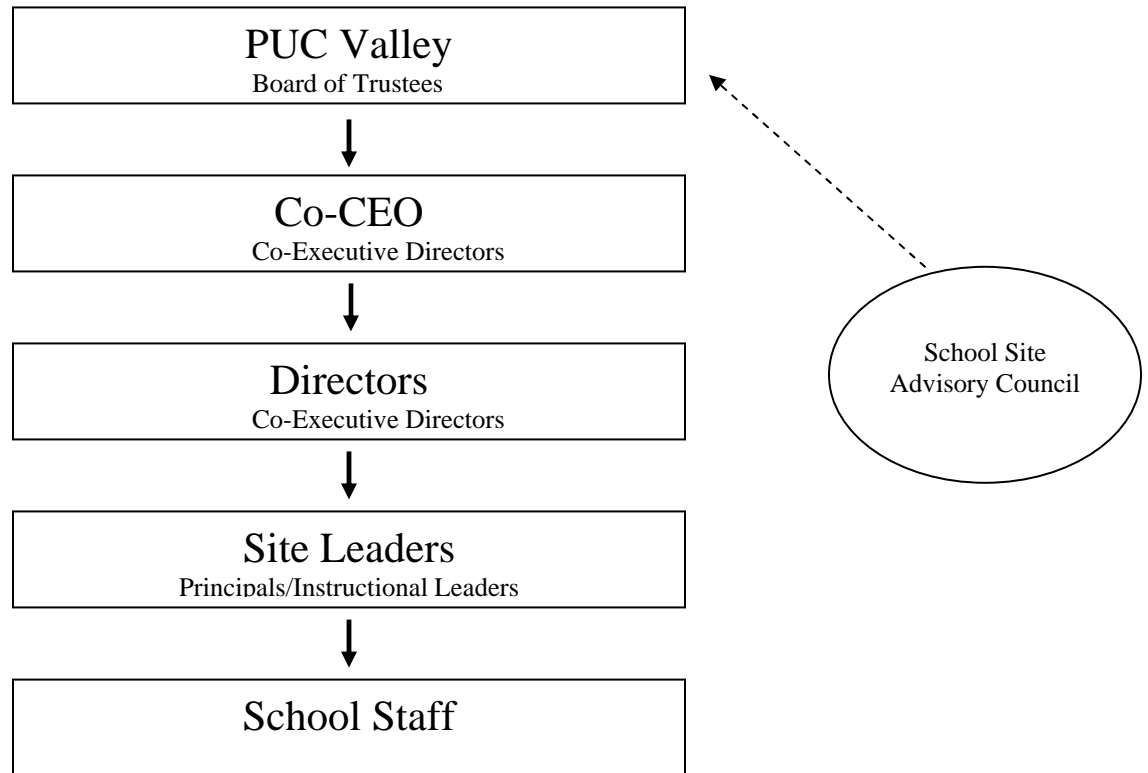 PUC Valley
Board of Trustees
Co-CEO
Co-Executive Directors
Directors
Co-Executive Directors
School Site
Advisory Council
Site Leaders
Principals/Instructional Leaders
School Staff